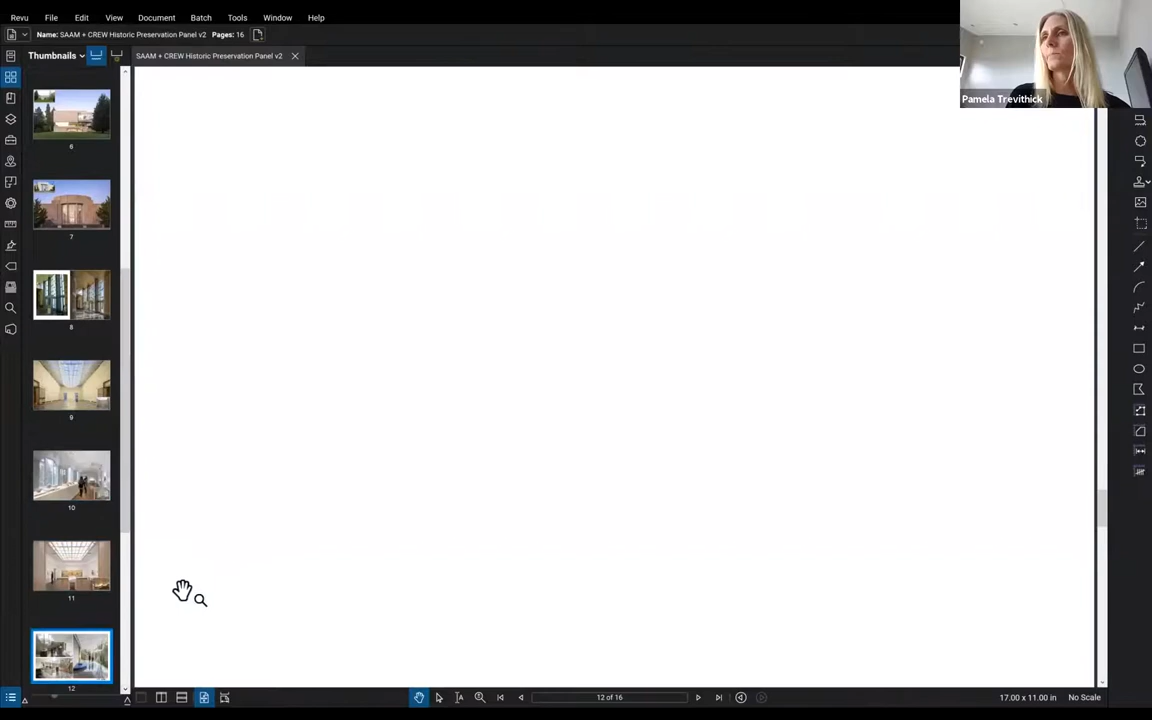 Revu File Edit View Document Batch Tools Window Help
Name: SAAM + CREW Historic Preservation Panel v2 Pages: 16
Thumbnails
SAAM + CREW Historic Preservation Panel v2
Pamela Trevithick
6
7
8
9
10
11
12
12 of 16
17.00 x 11.00 in No Scale